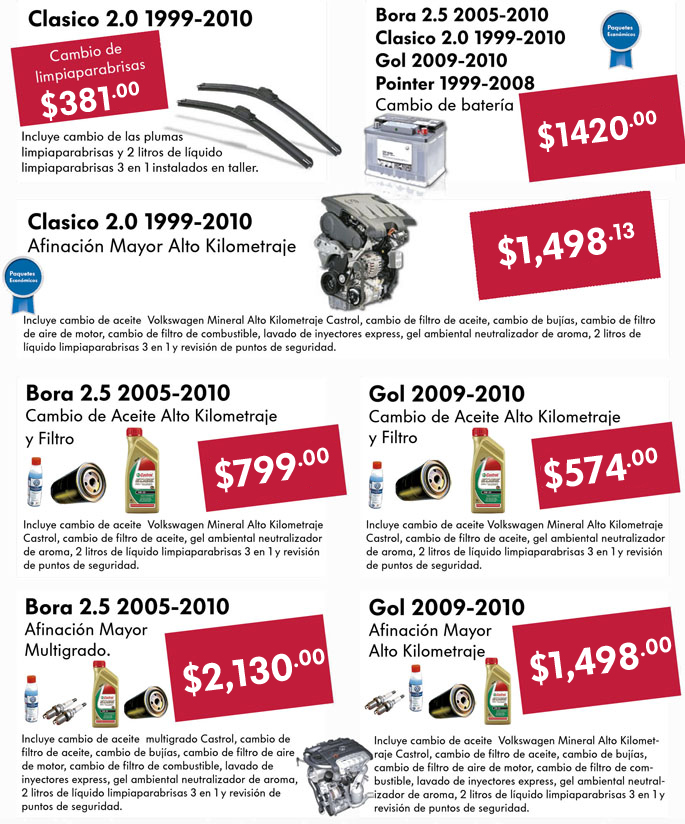 Clasico 2.0 1999-2010
Cambio de
limpiaparabrisas
$381.00
Incluye cambio de las plumas
limpiaparabrisas y 2 litros de líquido
limpiaparabrisas 3 en 1 instalados en taller.
Bora 2.5 2005-2010
Clasico 2.0 1999-2010
Gol 2009-2010
Pointer 1999-2008
Cambio de batería
Paquetes
Económicos
$1420.00
Clasico 2.0 1999-2010
Afinación Mayor Alto Kilometraje
$1,498.13
Paquetes
Económicos
Incluye cambio de aceite Volkswagen Mineral Alto Kilometraje Castrol, cambio de filtro de aceite, cambio de bujías, cambio de filtro
de aire de motor, cambio de filtro de combustible, lavado de inyectores express, gel ambiental neutralizador de aroma, 2 litros de
líquido limpiaparabrisas 3 en 1 y revisión de puntos de seguridad.
Bora 2.5 2005-2010
Cambio de Aceite Alto Kilometraje
y Filtro
Castrol
$799.00
Incluye cambio de aceite Volkswagen Mineral Alto Kilometraje
Castrol, cambio de filtro de aceite, gel ambiental neutralizador
de aroma, 2 litros de líquido limpiaparabrisas 3 en 1 y revisión
de puntos de seguridad.
Gol 2009-2010
Cambio de Aceite Alto Kilometraje
y Filtro
Castrol
$574.00
Incluye cambio de aceite Volkswagen Mineral Alto Kilometraje
Castrol, cambio de filtro de aceite, gel ambiental neutralizador
de aroma, 2 litros de líquido limpiaparabrisas 3 en 1 y revisión
de puntos de seguridad.
Bora 2.5 2005-2010
Afinación Mayor
Multigrado.
Castrol
$2,130.00
Incluye cambio de aceite multigrado Castrol, cambio de
filtro de aceite, cambio de bujías, cambio de filtro de aire
de motor, cambio de filtro de combustible, lavado de
inyectores express, gel ambiental neutralizador de aroma,
2 litros de líquido limpiaparabrisas 3 en 1 y revisión
de puntos de seguridad.
Gol 2009-2010
Afinación Mayor
Alto Kilometraje
Castrol
$1,498.00
Incluye cambio de aceite Volkswagen Mineral Alto Kilomet-
raje Castrol, cambio de filtro de aceite, cambio de bujías,
cambio de filtro de aire de motor, cambio de filtro de com-
bustible, lavado de inyectores express, gel ambiental neutral-
izador de aroma, 2 litros de líquido limpiaparabrisas 3 en 1 y
revisión de puntos de seguridad.